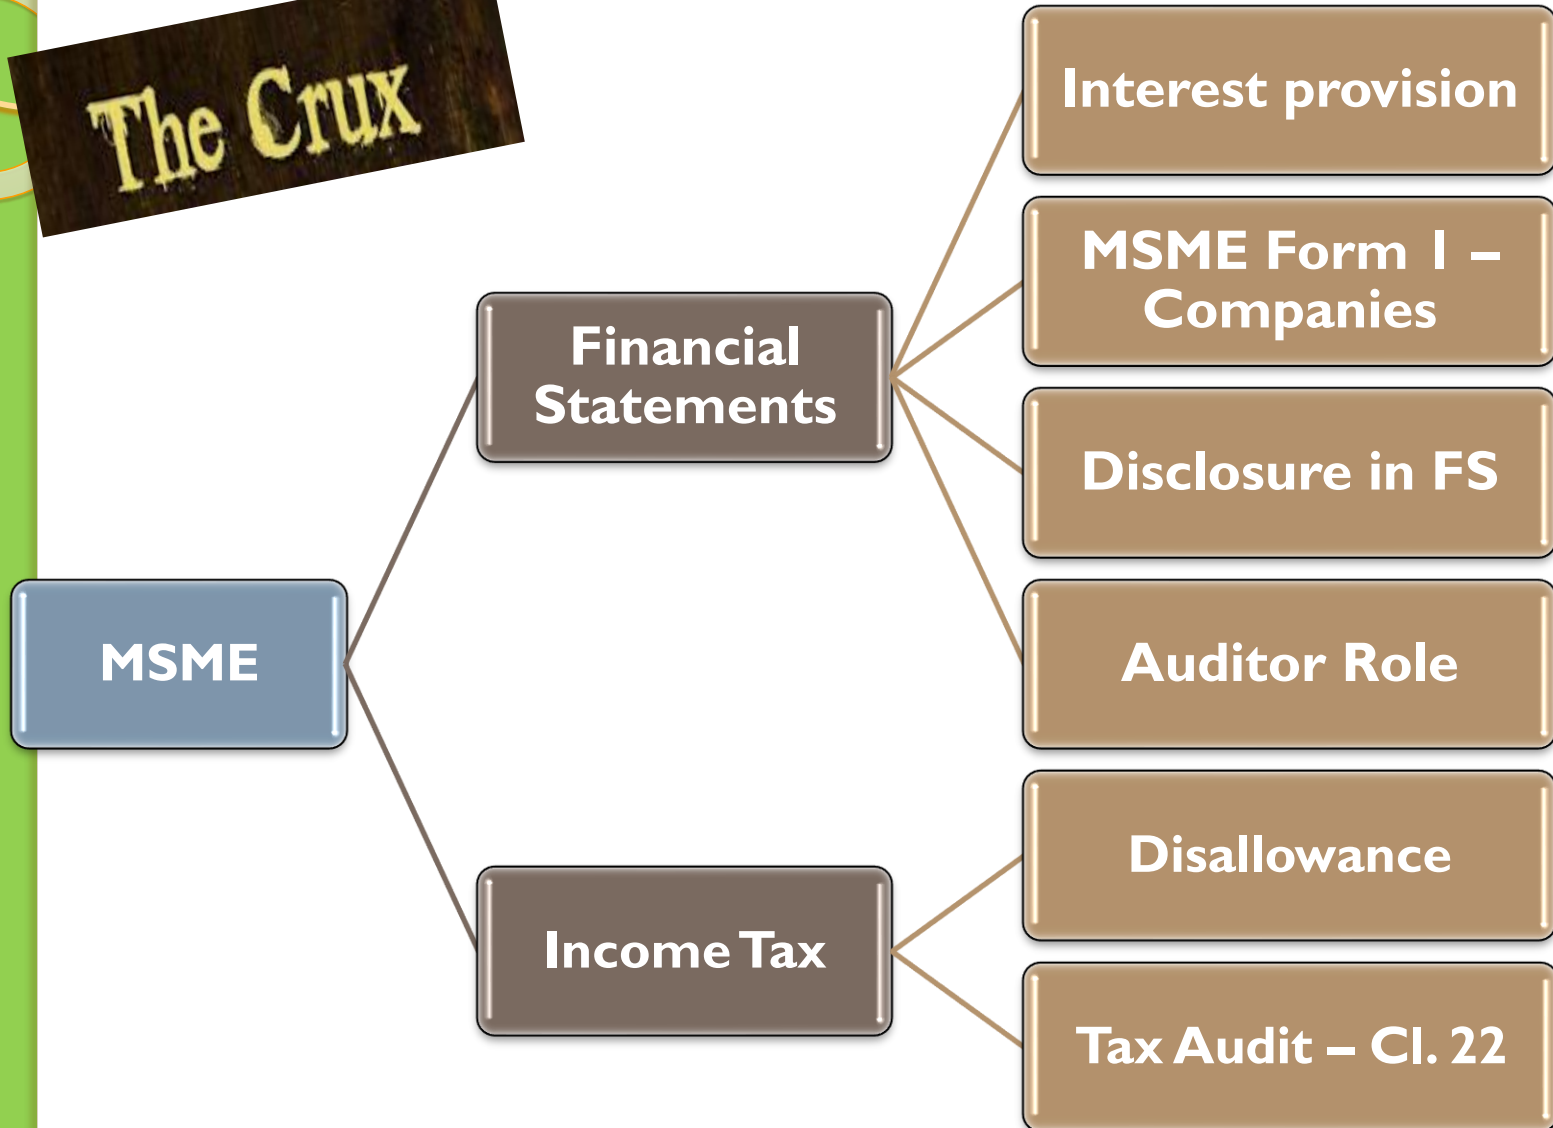 The Crux
Interest provision
MSME Form 1 –
Companies
Financial
Statements
Disclosure in FS
MSME
Auditor Role
Disallowance
Income Tax
Tax Audit – Cl. 22